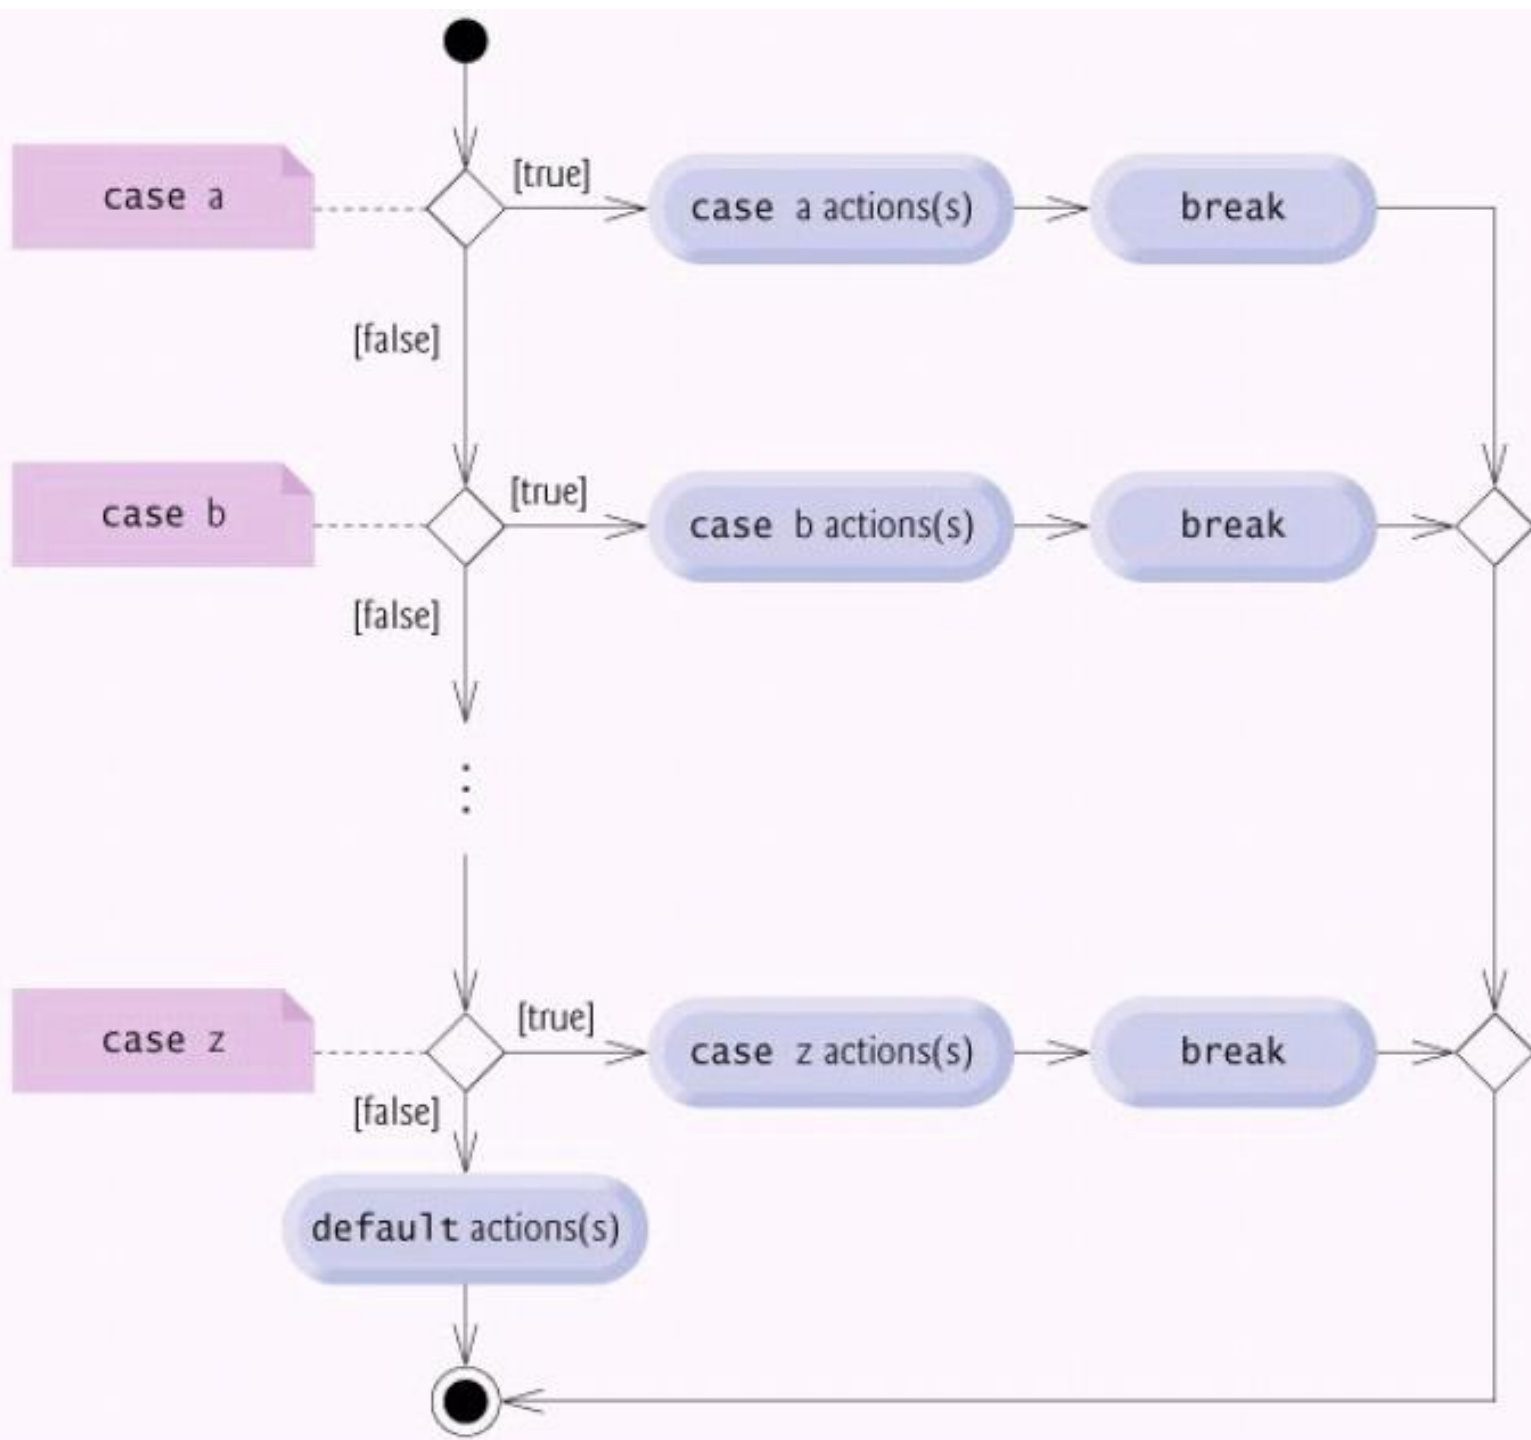 case a
[true]
case a actions(s)
break
[false]
case b
[true]
case b actions(s)
break
[false]
case z
[true]
case z actions(s)
break
[false]
default actions(s)